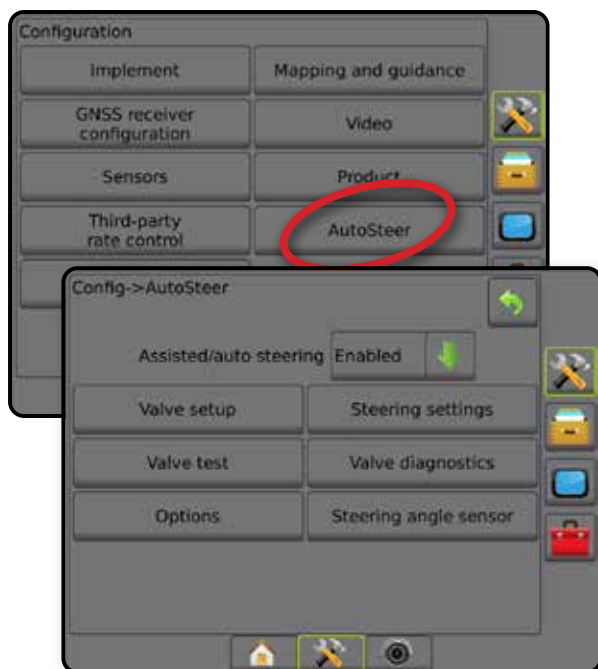 Configuration
Implement
Mapping and guidance
GNSS receiver
configuration
Video
Sensors
Product
Third-party
rate control
AutoSteer
Config->AutoSteer
Assisted/auto steering Enabled
Valve setup
Steering settings
Valve test
Valve diagnostics
Options
Steering angle sensor